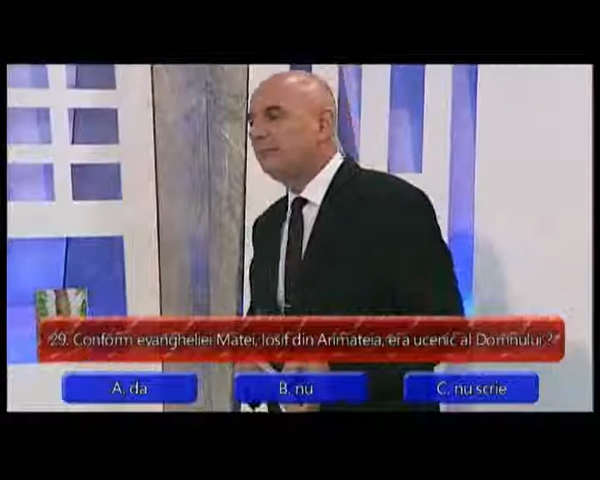 29. Conform evangheliei Matei, Iosif din Arimateia, era ucenic al Domnului?
A. da
B. nu
C. nu scrie